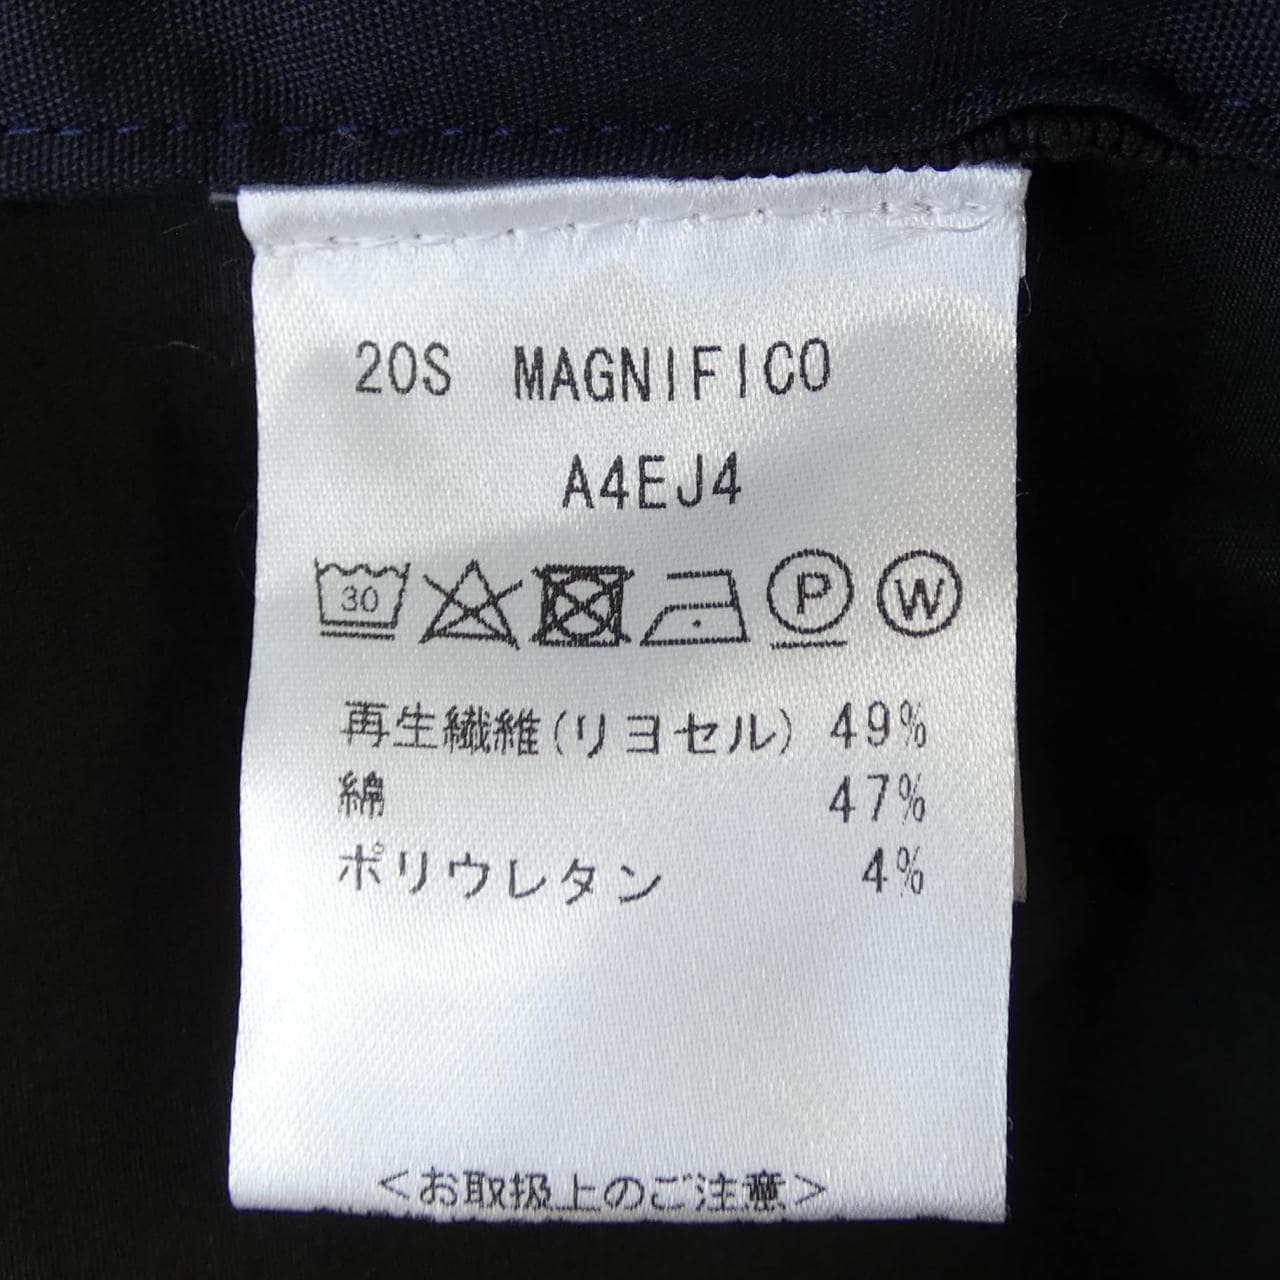 20S MAGNIFICO
A4EJ4
30 P W
再生繊維(リヨセル) 49%
綿 47%
ポリウレタン 4%
<お取扱上のご注意>